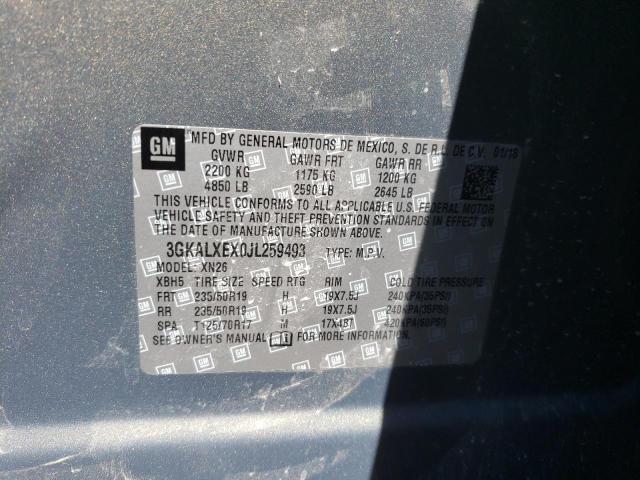 GM MFD BY GENERAL MOTORS DE MEXICO, S. DE R.L. DE C.V. 01/18
GVWR GAWR FRT GAWR RR
2200 KG 1175 KG 1200 KG
4850 LB 2590 LB 2645 LB
THIS VEHICLE CONFORMS TO ALL APPLICABLE U.S. FEDERAL MOTOR
VEHICLE SAFETY AND THEFT PREVENTION STANDARDS IN EFFECT ON
THE DATE OF MANUFACTURE SHOWN ABOVE.
3GKALXEX0JL259493 TYPE: M.P.V.
MODEL: XN26
XBH5 TIRE SIZE SPEED RTG RIM COLD TIRE PRESSURE
FRT 235/50R19 H 19X7.5J 240KPA(35PSI)
RR 235/50R19 H 19X7.5J 240KPA(35PSI)
SPA T125/70R17 M 17X4BT 420KPA(60PSI)
SEE OWNER'S MANUAL FOR MORE INFORMATION.